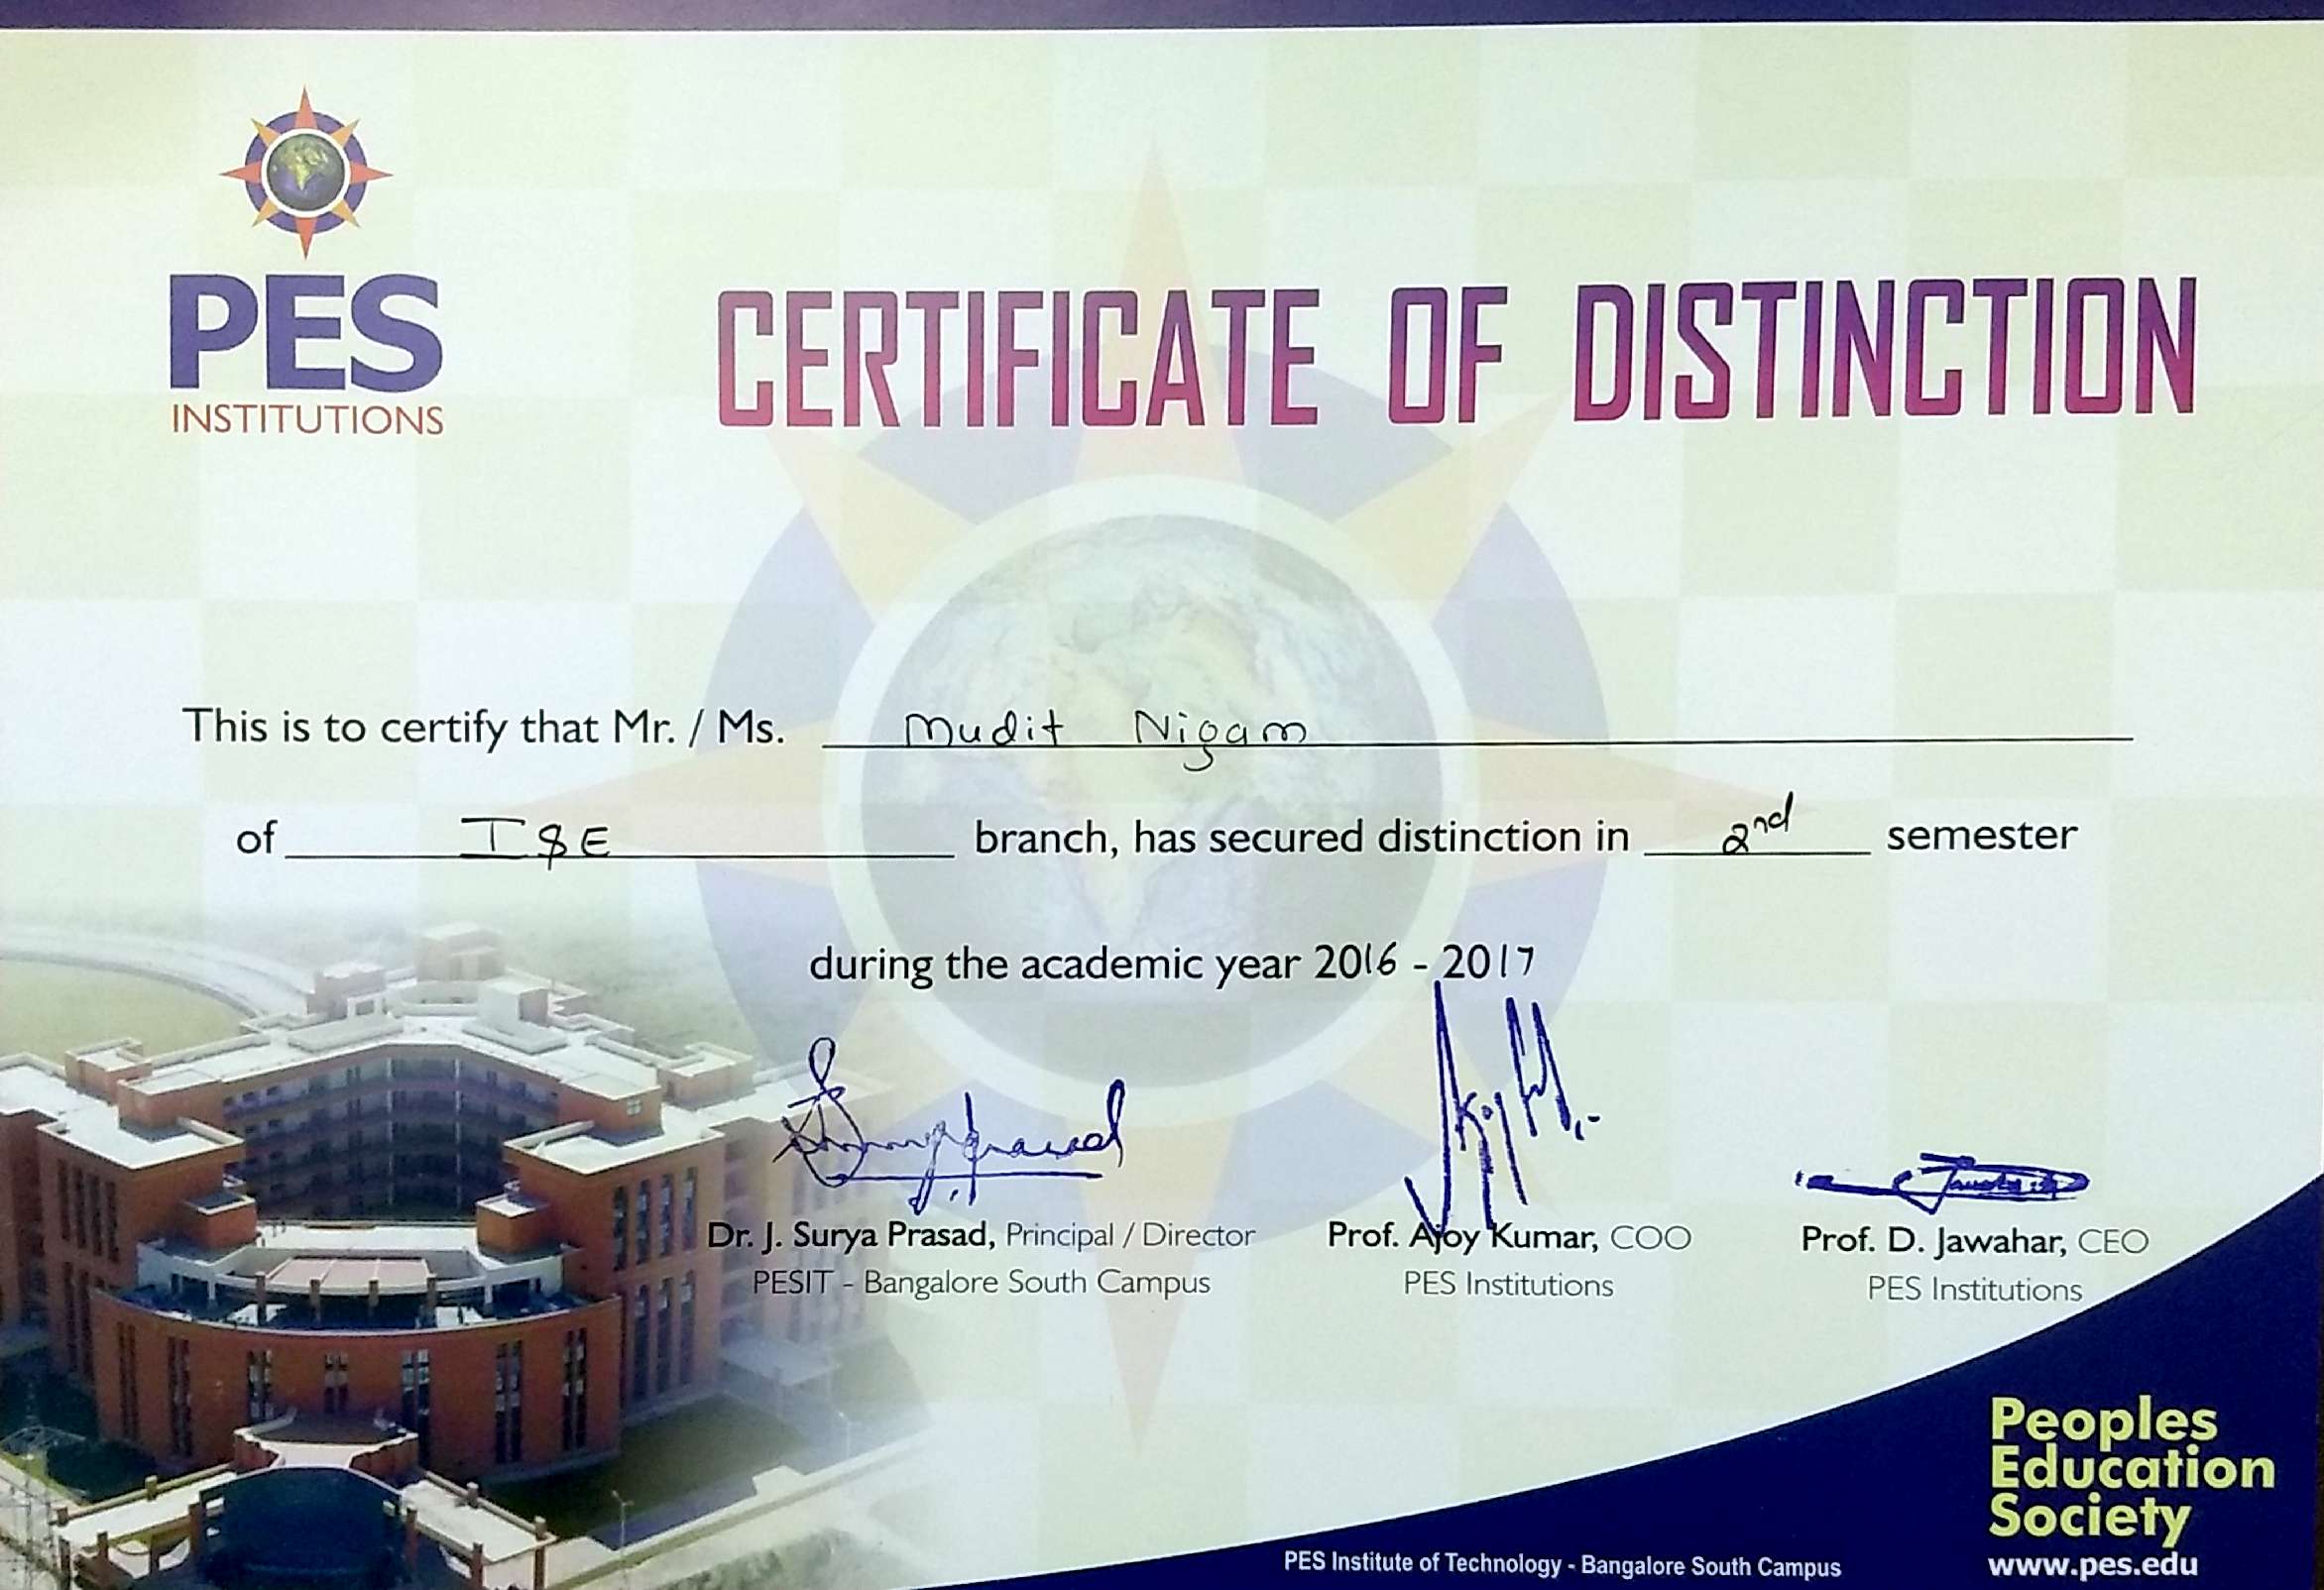 PES
INSTITUTIONS
CERTIFICATE OF DISTINCTION
This is to certify that Mr. / Ms. Mudit Nigam
of ISE branch, has secured distinction in 2nd semester
during the academic year 2016 - 2017
Dr. J. Surya Prasad, Principal / Director
PESIT - Bangalore South Campus
Prof. Ajoy Kumar, COO
PES Institutions
Prof. D. Jawahar, CEO
PES Institutions
Peoples
Education
Society
www.pes.edu
PES Institute of Technology - Bangalore South Campus